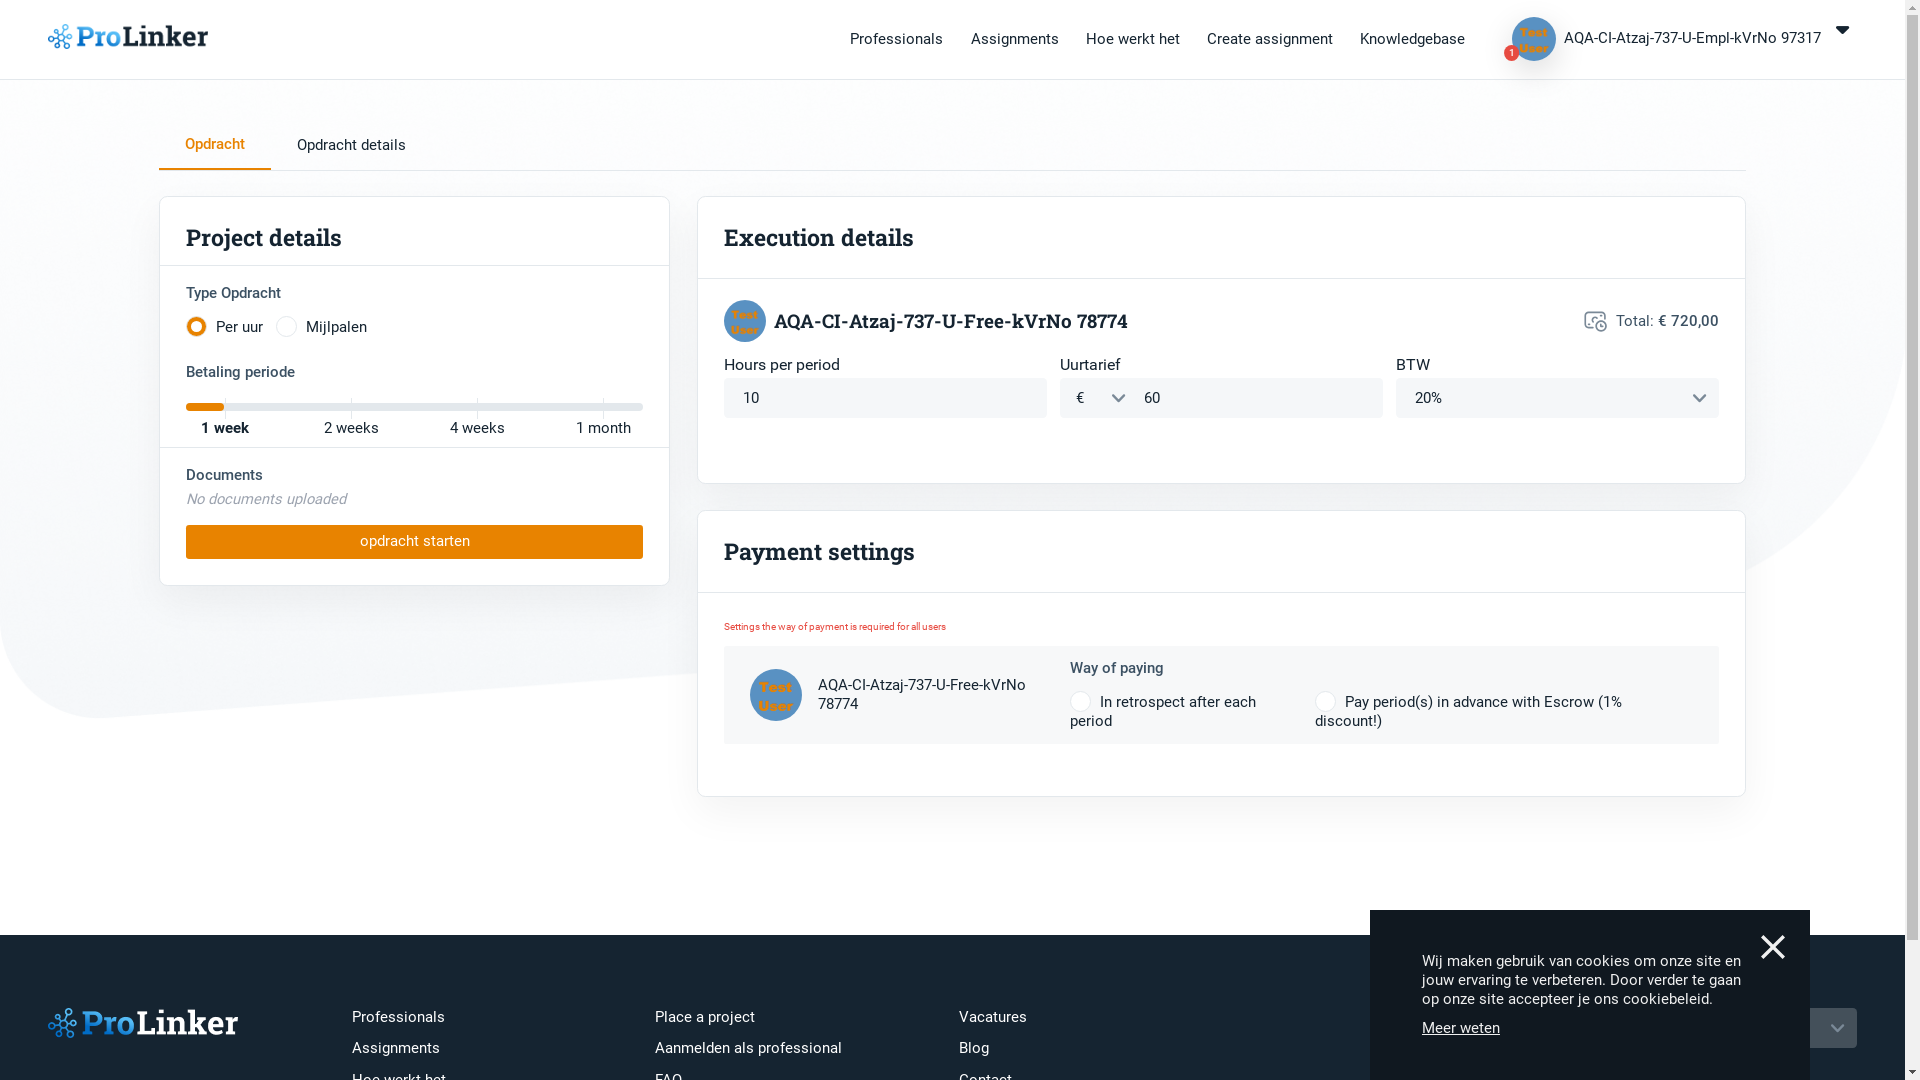 ProLinker
Professionals
Assignments
Hoe werkt het
Create assignment
Knowledgebase
Test
User
1
AQA-CI-Atzaj-737-U-Empl-kVrNo 97317
Opdracht
Opdracht details
Project details
Type Opdracht
Per uur
Mijlpalen
Betaling periode
1 week
2 weeks
4 weeks
1 month
Documents
No documents uploaded
opdracht starten
Execution details
Test
User
AQA-CI-Atzaj-737-U-Free-kVrNo 78774
Total: € 720,00
Hours per period
Uurtarief
BTW
10
€
60
20%
Payment settings
Settings the way of payment is required for all users
Test
User
AQA-CI-Atzaj-737-U-Free-kVrNo
78774
Way of paying
In retrospect after each
period
Pay period(s) in advance with Escrow (1%
discount!)
ProLinker
Professionals
Assignments
Hoe werkt het
Place a project
Aanmelden als professional
FAQ
Vacatures
Blog
Contact
Wij maken gebruik van cookies om onze site en
jouw ervaring te verbeteren. Door verder te gaan
op onze site accepteer je ons cookiebeleid.
Meer weten